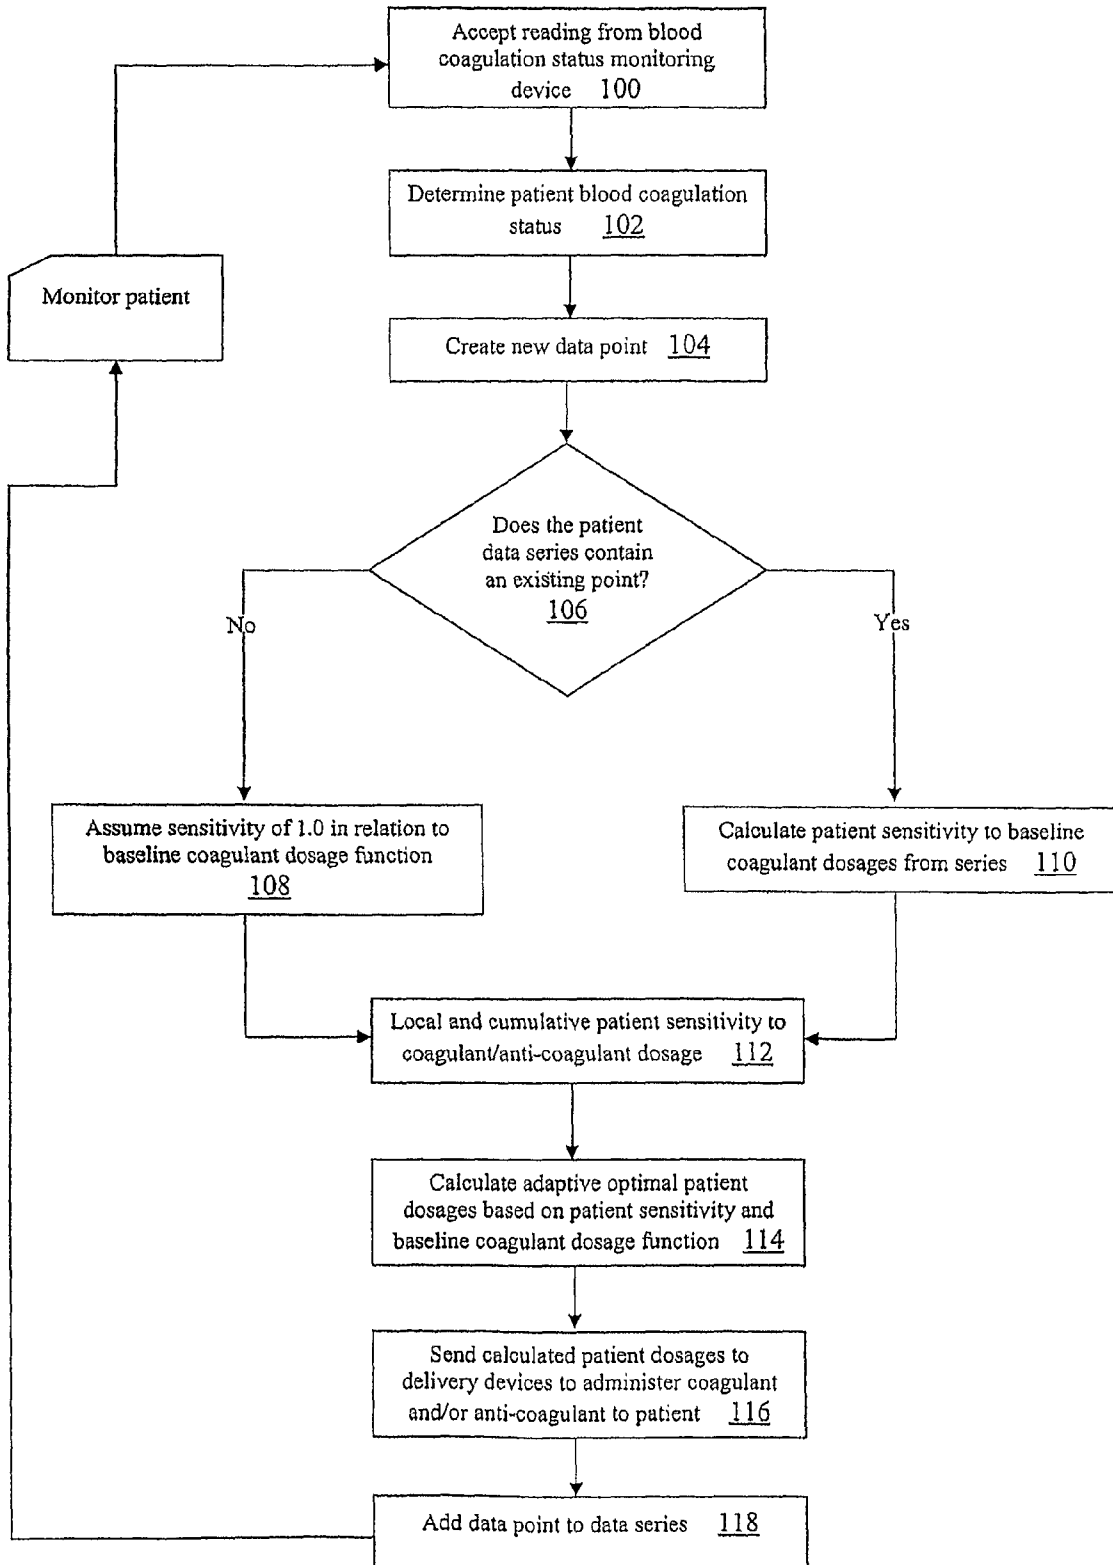 Accept reading from blood
coagulation status monitoring
device 100
Determine patient blood coagulation
status 102
Monitor patient
Create new data point 104
Does the patient
data series contain
an existing point?
106
No
Yes
Assume sensitivity of 1.0 in relation to
baseline coagulant dosage function
108
Calculate patient sensitivity to baseline
coagulant dosages from series 110
Local and cumulative patient sensitivity to
coagulant/anti-coagulant dosage 112
Calculate adaptive optimal patient
dosages based on patient sensitivity and
baseline coagulant dosage function 114
Send calculated patient dosages to
delivery devices to administer coagulant
and/or anti-coagulant to patient 116
Add data point to data series 118